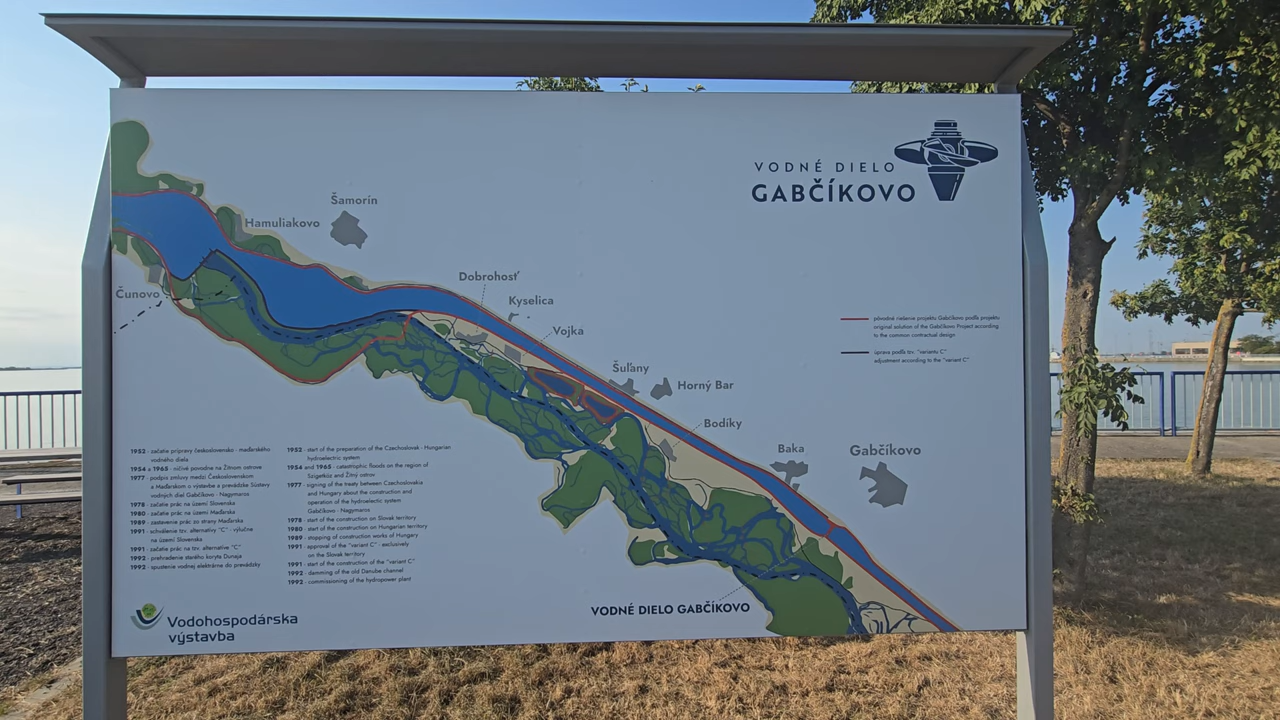 VODNÉ DIELO
GABČÍKOVO
Šamorín
Hamuliakovo
Čunovo
Dobrohosť
Kyselica
Vojka
Šuľany
Horný Bar
Bodíky
Baka
Gabčíkovo
pôvodné riešenie projektu Gabčíkovo podľa projektu
original solution of the Gabčíkovo Project according
to the common contractual design
úprava podľa tzv. "variantu C"
adjustment according to the "variant C"
1952 - začatie prípravy československo - maďarského
vodného diela
1954 a 1965 - ničivé povodne na Žitnom ostrove
1977 - podpis zmluvy medzi Československom
a Maďarskom o výstavbe a prevádzke Sústavy
vodných diel Gabčíkovo - Nagymaros
1978 - začatie prác na území Slovenska
1980 - začatie prác na území Maďarska
1989 - zastavenie prác zo strany Maďarska
1991 - schválenie tzv. alternatívy "C" - výlučne
na území Slovenska
1991 - začatie prác na tzv. alternatíve "C"
1992 - prehradenie starého koryta Dunaja
1992 - spustenie vodnej elektrárne do prevádzky
1952 - start of the preparation of the Czechoslovak - Hungarian
hydroelectric system
1954 and 1965 - catastrophic floods on the region of
Szigetköz and Žitný ostrov
1977 - signing of the treaty between Czechoslovakia
and Hungary about the construction and
operation of the hydroelectic system
Gabčíkovo - Nagymaros
1978 - start of the construction on Slovak territory
1980 - start of the construction on Hungarian territory
1989 - stopping of construction works of Hungary
1991 - approval of the "variant C" - exclusively
on the Slovak territory
1991 - start of the construction of the "variant C"
1992 - damming of the old Danube channel
1992 - commissioning of the hydropower plant
VODNÉ DIELO GABČÍKOVO
Vodohospodárska
výstavba